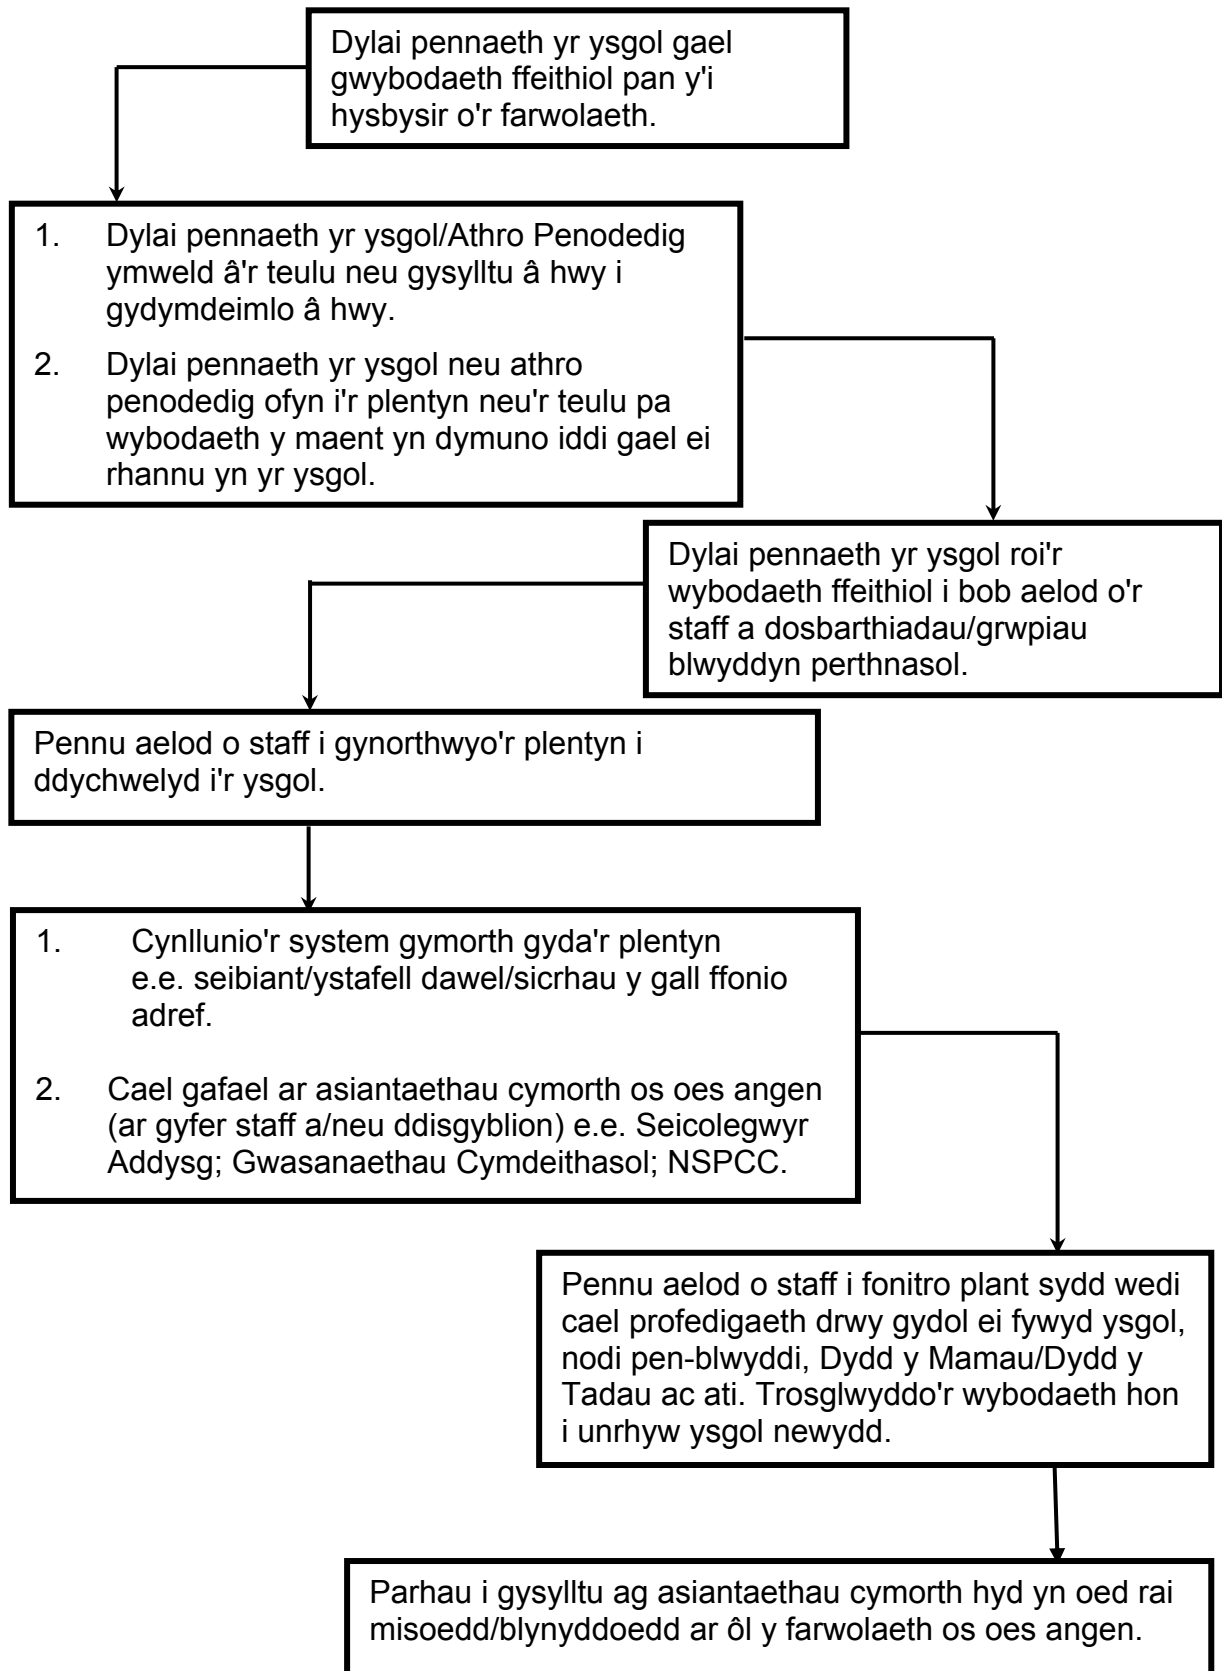 Dylai pennaeth yr ysgol gael
gwybodaeth ffeithiol pan y'i
hysbysir o'r farwolaeth.
1. Dylai pennaeth yr ysgol/Athro Penodedig
ymweld â'r teulu neu gysylltu â hwy i
gydymdeimlo â hwy.
2. Dylai pennaeth yr ysgol neu athro
penodedig ofyn i'r plentyn neu'r teulu pa
wybodaeth y maent yn dymuno iddi gael ei
rhannu yn yr ysgol.
Dylai pennaeth yr ysgol roi'r
wybodaeth ffeithiol i bob aelod o'r
staff a dosbarthiadau/grwpiau
blwyddyn perthnasol.
Pennu aelod o staff i gynorthwyo'r plentyn i
ddychwelyd i'r ysgol.
1. Cynllunio'r system gymorth gyda'r plentyn
e.e. seibiant/ystafell dawel/sicrhau y gall ffonio
adref.
2. Cael gafael ar asiantaethau cymorth os oes angen
(ar gyfer staff a/neu ddisgyblion) e.e. Seicolegwyr
Addysg; Gwasanaethau Cymdeithasol; NSPCC.
Pennu aelod o staff i fonitro plant sydd wedi
cael profedigaeth drwy gydol ei fywyd ysgol,
nodi pen-blwyddi, Dydd y Mamau/Dydd y
Tadau ac ati. Trosglwyddo'r wybodaeth hon
i unrhyw ysgol newydd.
Parhau i gysylltu ag asiantaethau cymorth hyd yn oed rai
misoedd/blynyddoedd ar ôl y farwolaeth os oes angen.